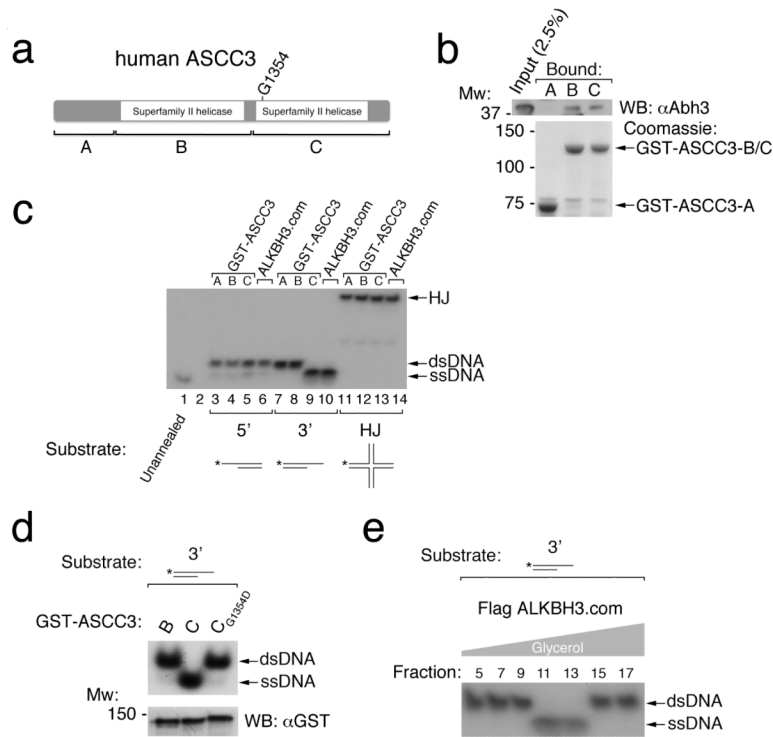 a
human ASCC3
G1354
Superfamily II helicase
Superfamily II helicase
A B C
b
Input (2.5%)
Bound:
A B C
Mw:
37 -
WB: αAbh3
150 -
Coomassie:
GST-ASCC3-B/C
100 -
75 -
GST-ASCC3-A
c
GST-ASCC3
ALKBH3.com
GST-ASCC3
ALKBH3.com
GST-ASCC3
ALKBH3.com
A B C A B C A B C
HJ
dsDNA
ssDNA
1 2 3 4 5 6 7 8 9 10 11 12 13 14
Unannealed
5' 3' HJ
Substrate:
* * *
d
3'
Substrate:
*
GST-ASCC3:
B C C G1354D
dsDNA
ssDNA
Mw:
150 -
WB: αGST
e
3'
Substrate:
*
Flag ALKBH3.com
Glycerol
Fraction: 5 7 9 11 13 15 17
dsDNA
ssDNA